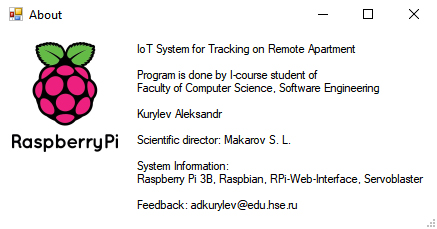 About
IoT System for Tracking on Remote Apartment
Program is done by I-course student of
Faculty of Computer Science, Software Engineering
Kurylev Aleksandr
RaspberryPi
Scientific director: Makarov S. L.
System Information:
Raspberry Pi 3B, Raspbian, RPi-Web-Interface, Servoblaster
Feedback: adkurylev@edu.hse.ru